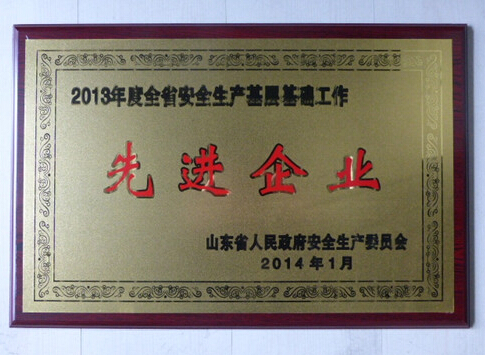 2013年度全省安全生产基层基础工作
先进企业
山东省人民政府安全生产委员会
2014年1月